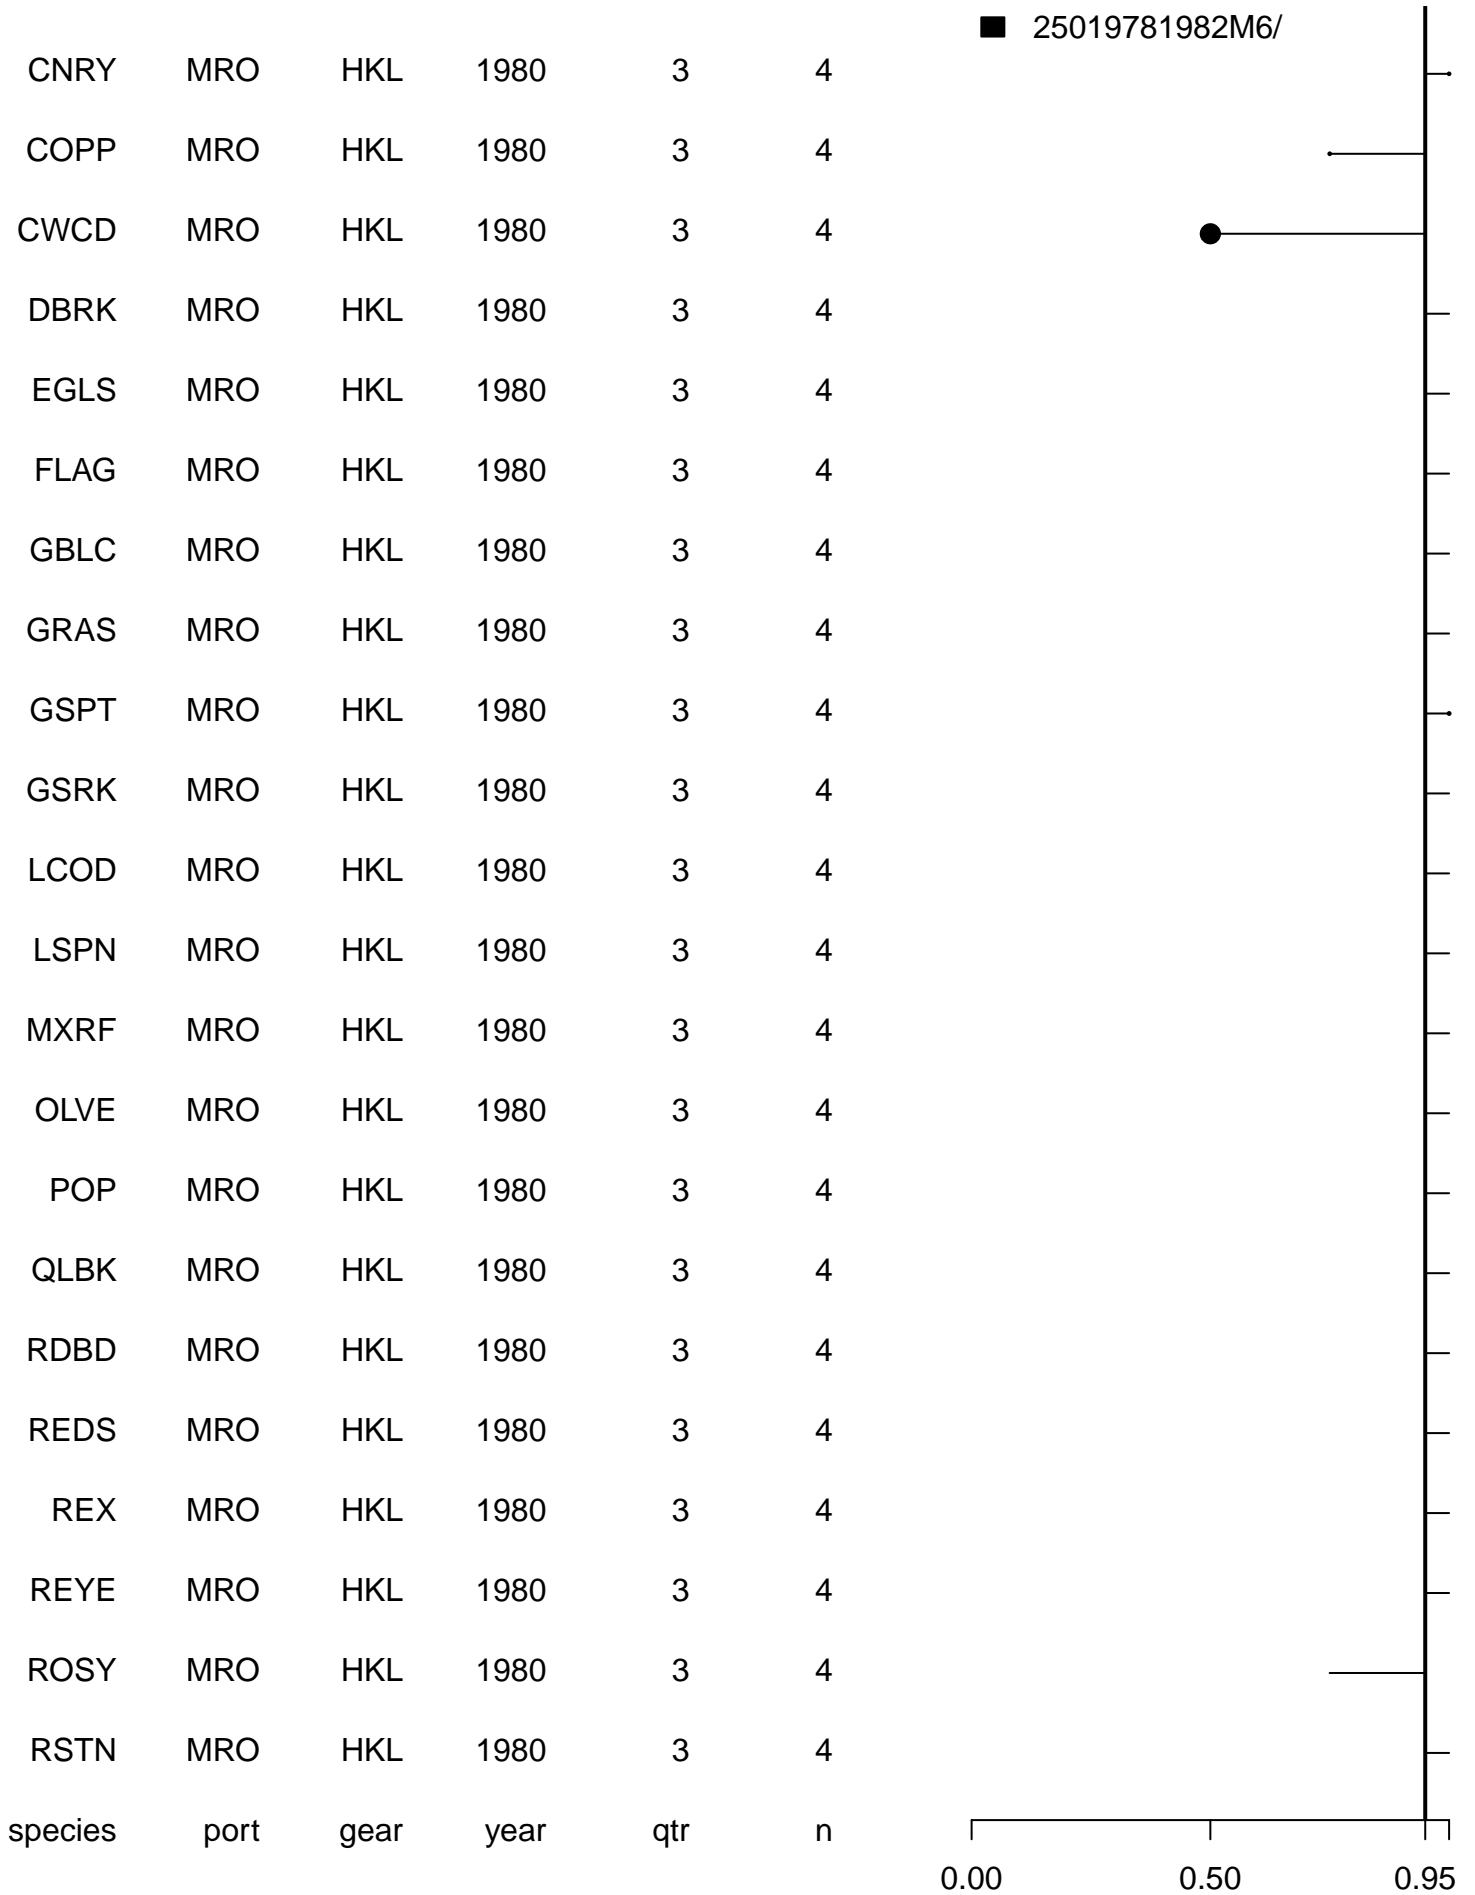 25019781982M6/
CNRY MRO HKL 1980 3 4
COPP MRO HKL 1980 3 4
CWCD MRO HKL 1980 3 4
DBRK MRO HKL 1980 3 4
EGLS MRO HKL 1980 3 4
FLAG MRO HKL 1980 3 4
GBLC MRO HKL 1980 3 4
GRAS MRO HKL 1980 3 4
GSPT MRO HKL 1980 3 4
GSRK MRO HKL 1980 3 4
LCOD MRO HKL 1980 3 4
LSPN MRO HKL 1980 3 4
MXRF MRO HKL 1980 3 4
OLVE MRO HKL 1980 3 4
POP MRO HKL 1980 3 4
QLBK MRO HKL 1980 3 4
RDBD MRO HKL 1980 3 4
REDS MRO HKL 1980 3 4
REX MRO HKL 1980 3 4
REYE MRO HKL 1980 3 4
ROSY MRO HKL 1980 3 4
RSTN MRO HKL 1980 3 4
species port gear year qtr n
0.00 0.50 0.95